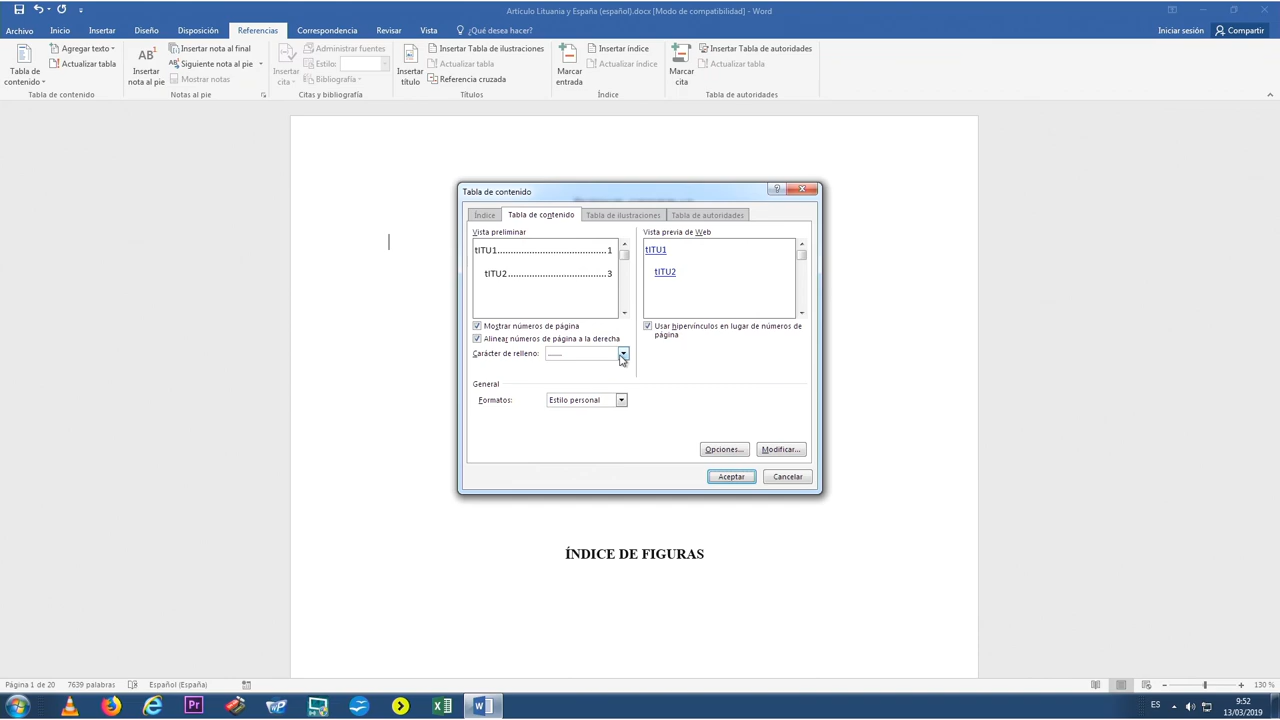 Artículo Lituania y España (español).docx [Modo de compatibilidad] - Word
Archivo Inicio Insertar Diseño Disposición Referencias Correspondencia Revisar Vista ¿Qué desea hacer? Iniciar sesión Compartir
Tabla de contenido
Agregar texto
Actualizar tabla
Tabla de contenido
AB¹
Insertar nota al pie
Insertar nota al final
Siguiente nota al pie
Mostrar notas
Notas al pie
Insertar cita
Administrar fuentes
Estilo:
Bibliografía
Citas y bibliografía
Insertar título
Insertar Tabla de ilustraciones
Actualizar tabla
Referencia cruzada
Títulos
Marcar entrada
Insertar índice
Actualizar índice
Índice
Marcar cita
Insertar Tabla de autoridades
Actualizar tabla
Tabla de autoridades
Tabla de contenido
Índice Tabla de contenido Tabla de ilustraciones Tabla de autoridades
Vista preliminar
tITU1..........................................1
tITU2......................................3
Mostrar números de página
Alinear números de página a la derecha
Carácter de relleno: ......
Vista previa de Web
tITU1
tITU2
Usar hipervínculos en lugar de números de
página
General
Formatos: Estilo personal
Opciones... Modificar...
Aceptar Cancelar
ÍNDICE DE FIGURAS
Página 1 de 20 7639 palabras Español (España) 130 %
Pr
ES
9:52
13/03/2019